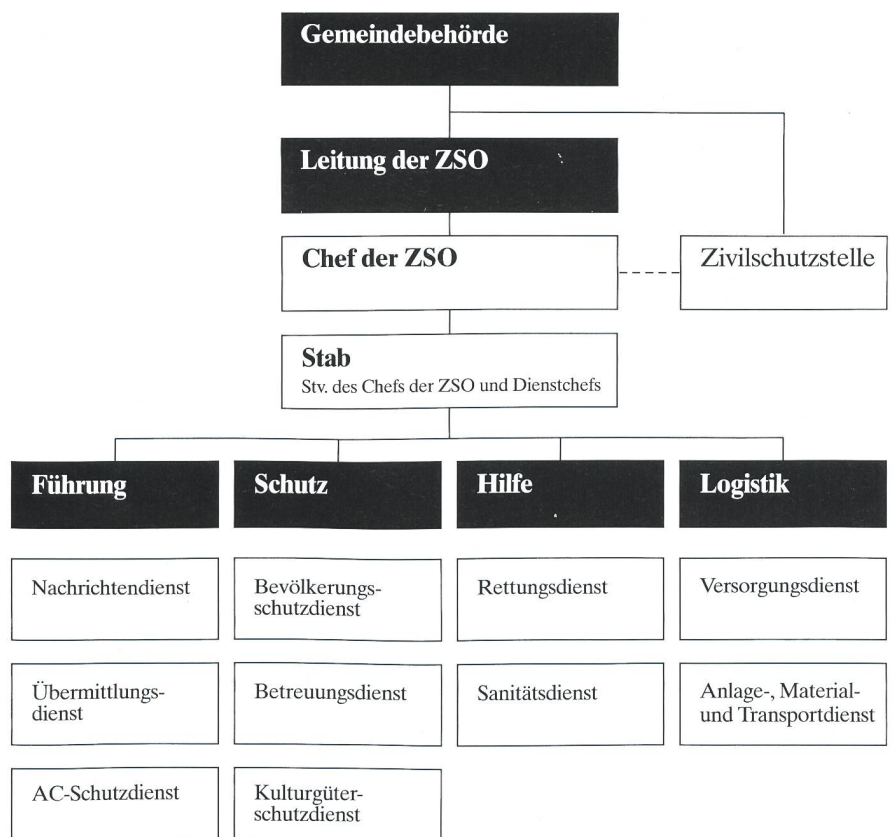 Gemeindebehörde
Leitung der ZSO
Chef der ZSO
Zivilschutzstelle
Stab
Stv. des Chefs der ZSO und Dienstchefs
Führung
Schutz
Hilfe
Logistik
Nachrichtendienst
Bevölkerungs-
schutzdienst
Rettungsdienst
Versorgungsdienst
Übermittlungs-
dienst
Betreuungsdienst
Sanitätsdienst
Anlage-, Material-
und Transportdienst
AC-Schutzdienst
Kulturgüter-
schutzdienst